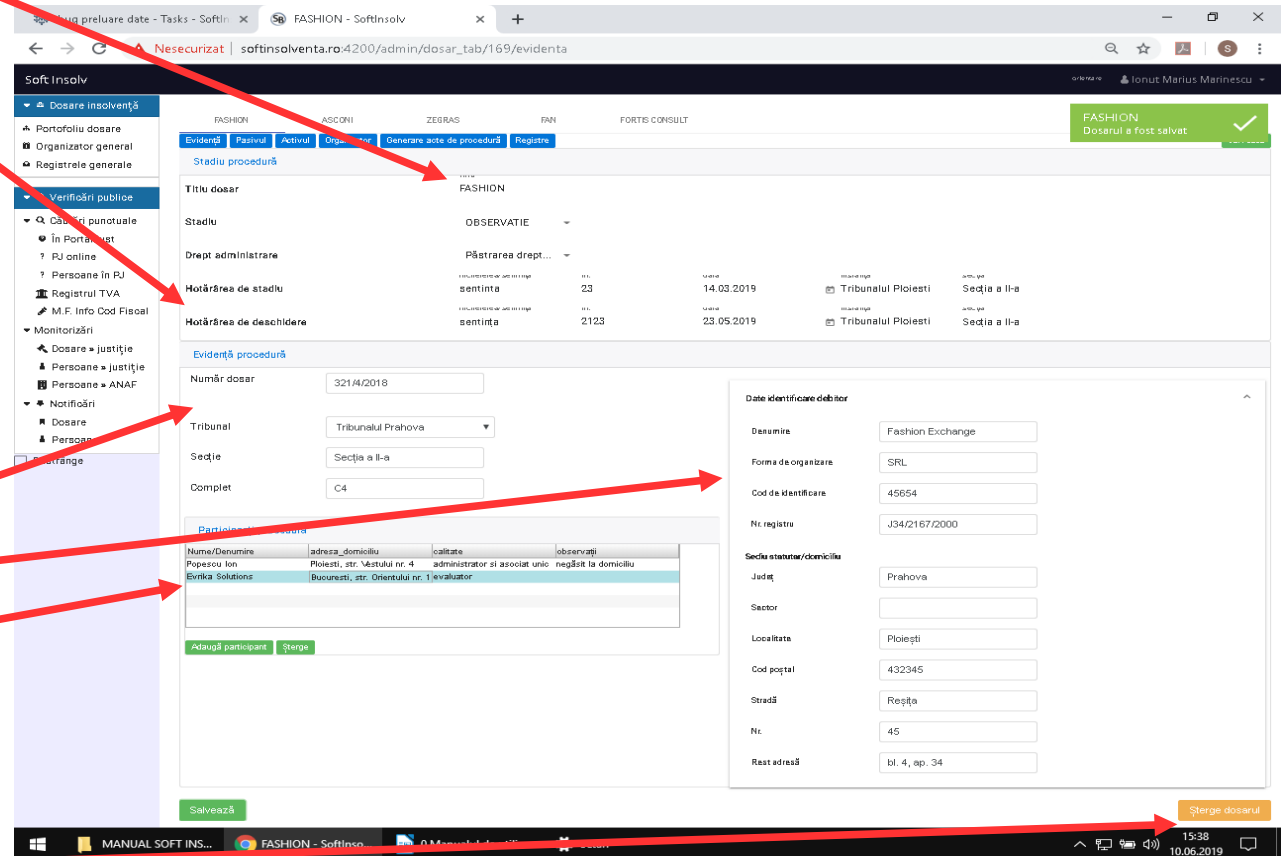 preluare date - Tasks - SoftIn
FASHION - SoftInsolv
Nesecurizat | softinsolventa.ro:4200/admin/dosar_tab/169/evidenta
S
Soft Insolv
Ionut Marius Marinescu
Dosare insolvență
Portofoliu dosare
Organizator general
Registrele generale
Verificări publice
Căutări punctuale
În Portal just
? PJ online
? Persoane în PJ
Registrul TVA
M.F. Info Cod Fiscal
Monitorizări
Dosare » justiție
Persoane » justiție
Persoane » ANAF
Notificări
Dosare
FASHION ASCONI ZEGRAS FAN FORTIS CONSULT
Evidență Pasivul Activul Organizator Generare acte de procedură Registre
FASHION
Dosarul a fost salvat
Stadiu procedură
Titlu dosar FASHION
Stadiu OBSERVATIE
Drept administrare Păstrarea drept...
Hotărârea de stadiu sentinta 23 14.03.2019 Tribunalul Ploiesti Secția a II-a
Hotărârea de deschidere sentința 2123 23.05.2019 Tribunalul Ploiesti Secția a II-a
Evidență procedură
Număr dosar 321/4/2018
Tribunal Tribunalul Prahova
Secție Secția a II-a
Complet C4
Nume/Denumire adresa_domiciliu calitate observații
Popescu Ion Ploiesti, str. Vestului nr. 4 administrator si asociat unic negăsit la domiciliu
Evrika Solutions Bucuresti, str. Orientului nr. 1 evaluator
Adaugă participant Șterge
Date identificare debitor
Denumire Fashion Exchange
Forma de organizare SRL
Cod de identificare 45654
Nr. registru J34/2167/2000
Sediu statutar/domiciliu
Județ Prahova
Sector
Localitate Ploiești
Cod poștal 432345
Stradă Reșița
Nr. 45
Rest adresă bl. 4, ap. 34
Salvează
Șterge dosarul
MANUAL SOFT INS... FASHION - SoftInso...
15:38
10.06.2019